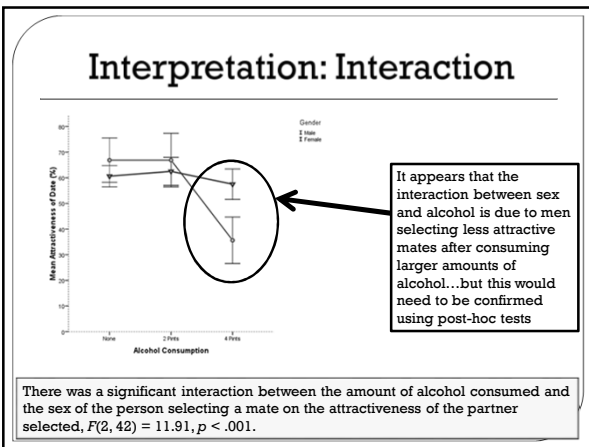 Interpretation: Interaction
Gender
Male
Female
80
70
60
50
40
30
20
10
0
Mean Attractiveness of Date (%)
None
2 Pints
4 Pints
Alcohol Consumption
It appears that the
interaction between sex
and alcohol is due to men
selecting less attractive
mates after consuming
larger amounts of
alcohol…but this would
need to be confirmed
using post-hoc tests
There was a significant interaction between the amount of alcohol consumed and
the sex of the person selecting a mate on the attractiveness of the partner
selected, F(2, 42) = 11.91, p < .001.